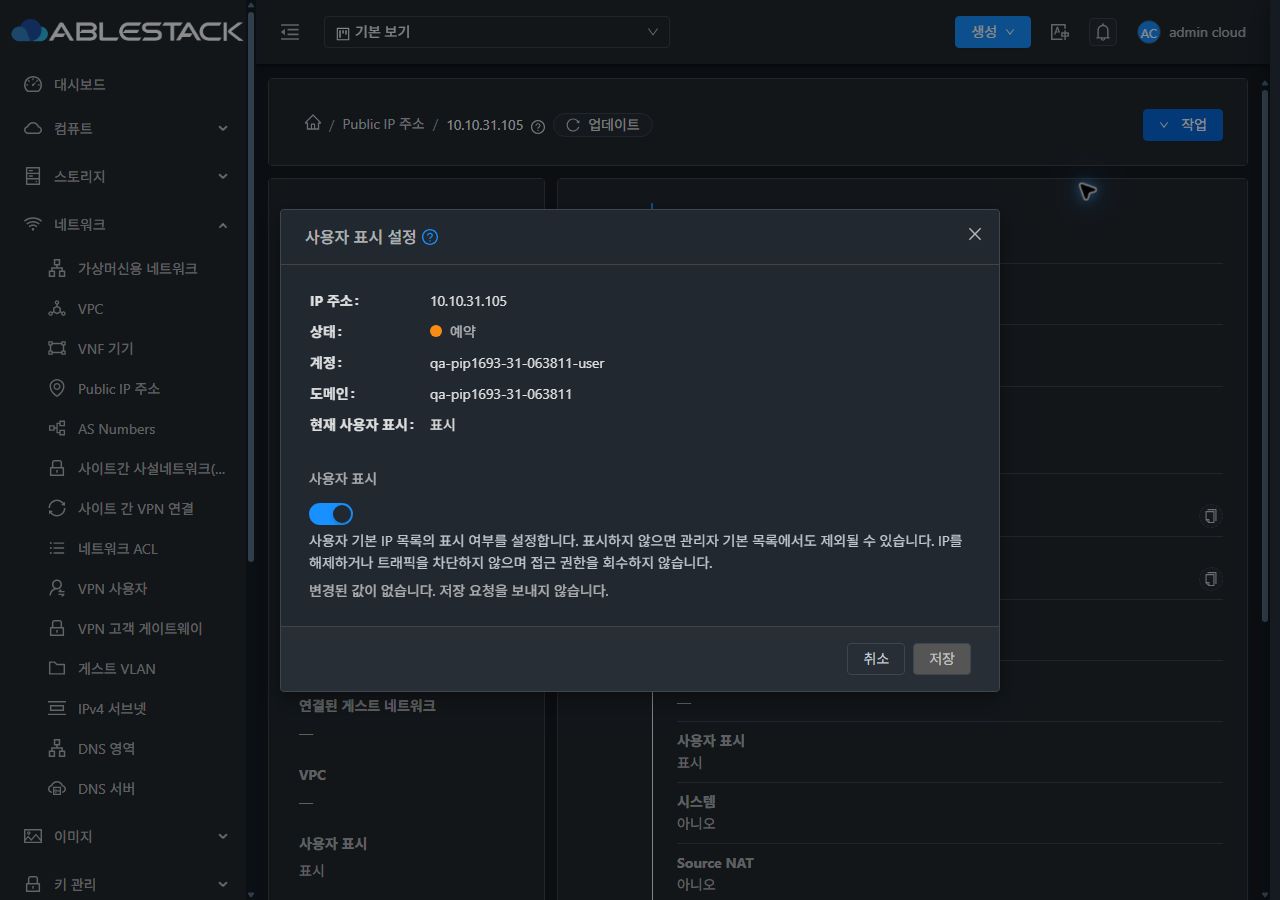 ABLESTACK
기본 보기
생성
AC
admin cloud
대시보드
컴퓨트
스토리지
네트워크
가상머신용 네트워크
VPC
VNF 기기
Public IP 주소
AS Numbers
사이트간 사설네트워크(...
사이트 간 VPN 연결
네트워크 ACL
VPN 사용자
VPN 고객 게이트웨이
게스트 VLAN
IPv4 서브넷
DNS 영역
DNS 서버
이미지
키 관리
/ Public IP 주소 / 10.10.31.105
업데이트
작업
사용자 표시 설정
IP 주소: 10.10.31.105
상태: 예약
계정: qa-pip1693-31-063811-user
도메인: qa-pip1693-31-063811
현재 사용자 표시: 표시
사용자 표시
사용자 기본 IP 목록의 표시 여부를 설정합니다. 표시하지 않으면 관리자 기본 목록에서도 제외될 수 있습니다. IP를
해제하거나 트래픽을 차단하지 않으며 접근 권한을 회수하지 않습니다.
변경된 값이 없습니다. 저장 요청을 보내지 않습니다.
취소
저장
연결된 게스트 네트워크
—
VPC
—
사용자 표시
표시
—
사용자 표시
표시
시스템
아니오
Source NAT
아니오